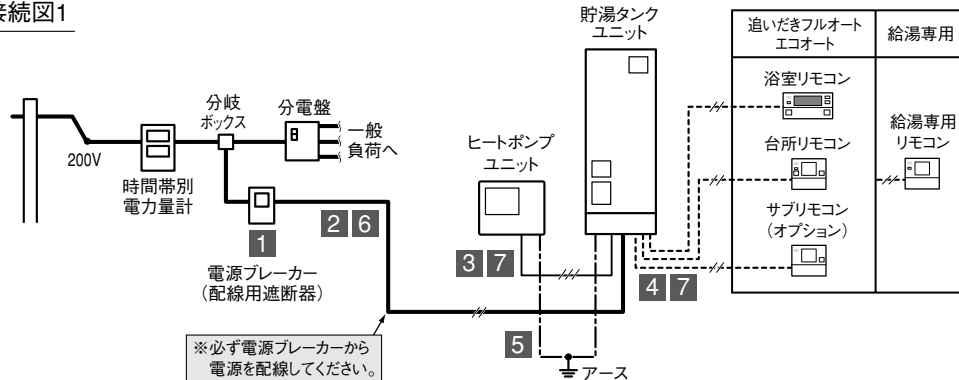 接続図1
200V
時間帯別
電力量計
分岐
ボックス
分電盤
一般
負荷へ
1
電源ブレーカー
（配線用遮断器）
2 6
※必ず電源ブレーカーから
電源を配線してください。
ヒートポンプ
ユニット
3 7
5
アース
貯湯タンク
ユニット
4 7
追いだきフルオート
エコオート
給湯専用
浴室リモコン
台所リモコン
サブリモコン
（オプション）
給湯専用
リモコン